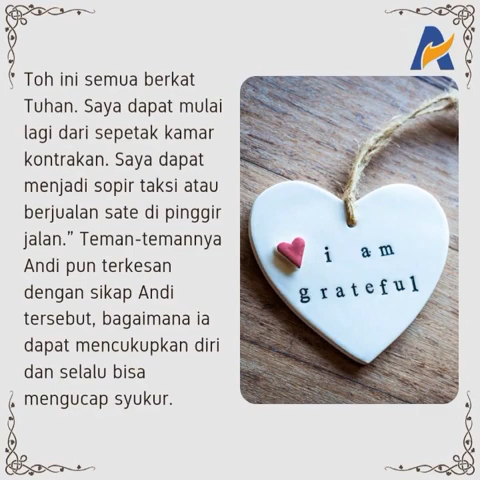 Toh ini semua berkat
Tuhan. Saya dapat mulai
lagi dari sepetak kamar
kontrakan. Saya dapat
menjadi sopir taksi atau
berjualan sate di pinggir
jalan.” Teman-temannya
Andi pun terkesan
dengan sikap Andi
tersebut, bagaimana ia
dapat mencukupkan diri
dan selalu bisa
mengucap syukur.
i am
grateful